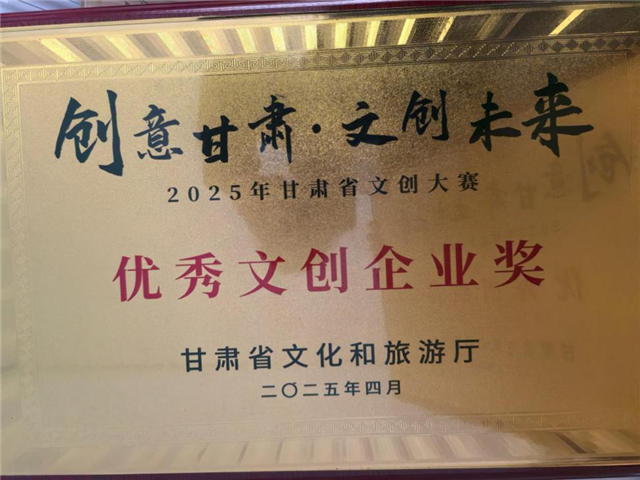 创意甘肃·文创未来
2025年甘肃省文创大赛
优秀文创企业奖
甘肃省文化和旅游厅
二〇二五年四月